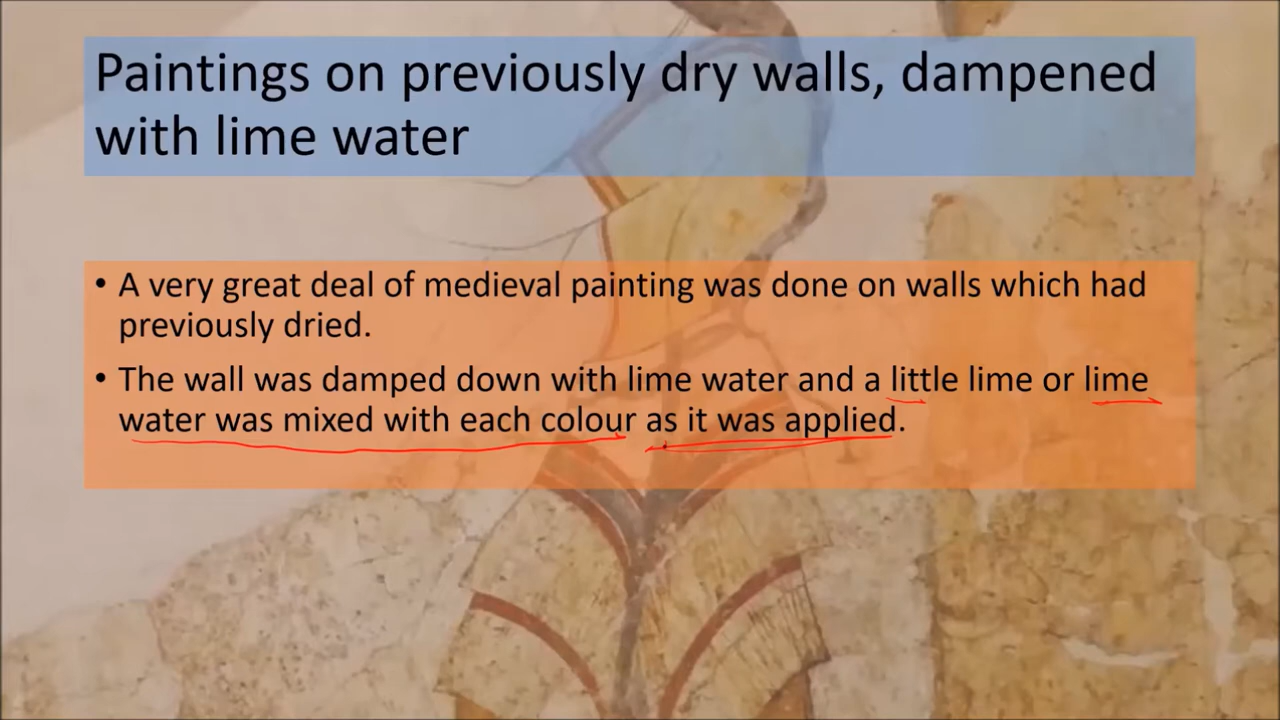 Paintings on previously dry walls, dampened
with lime water
• A very great deal of medieval painting was done on walls which had
previously dried.
• The wall was damped down with lime water and a little lime or lime
water was mixed with each colour as it was applied.